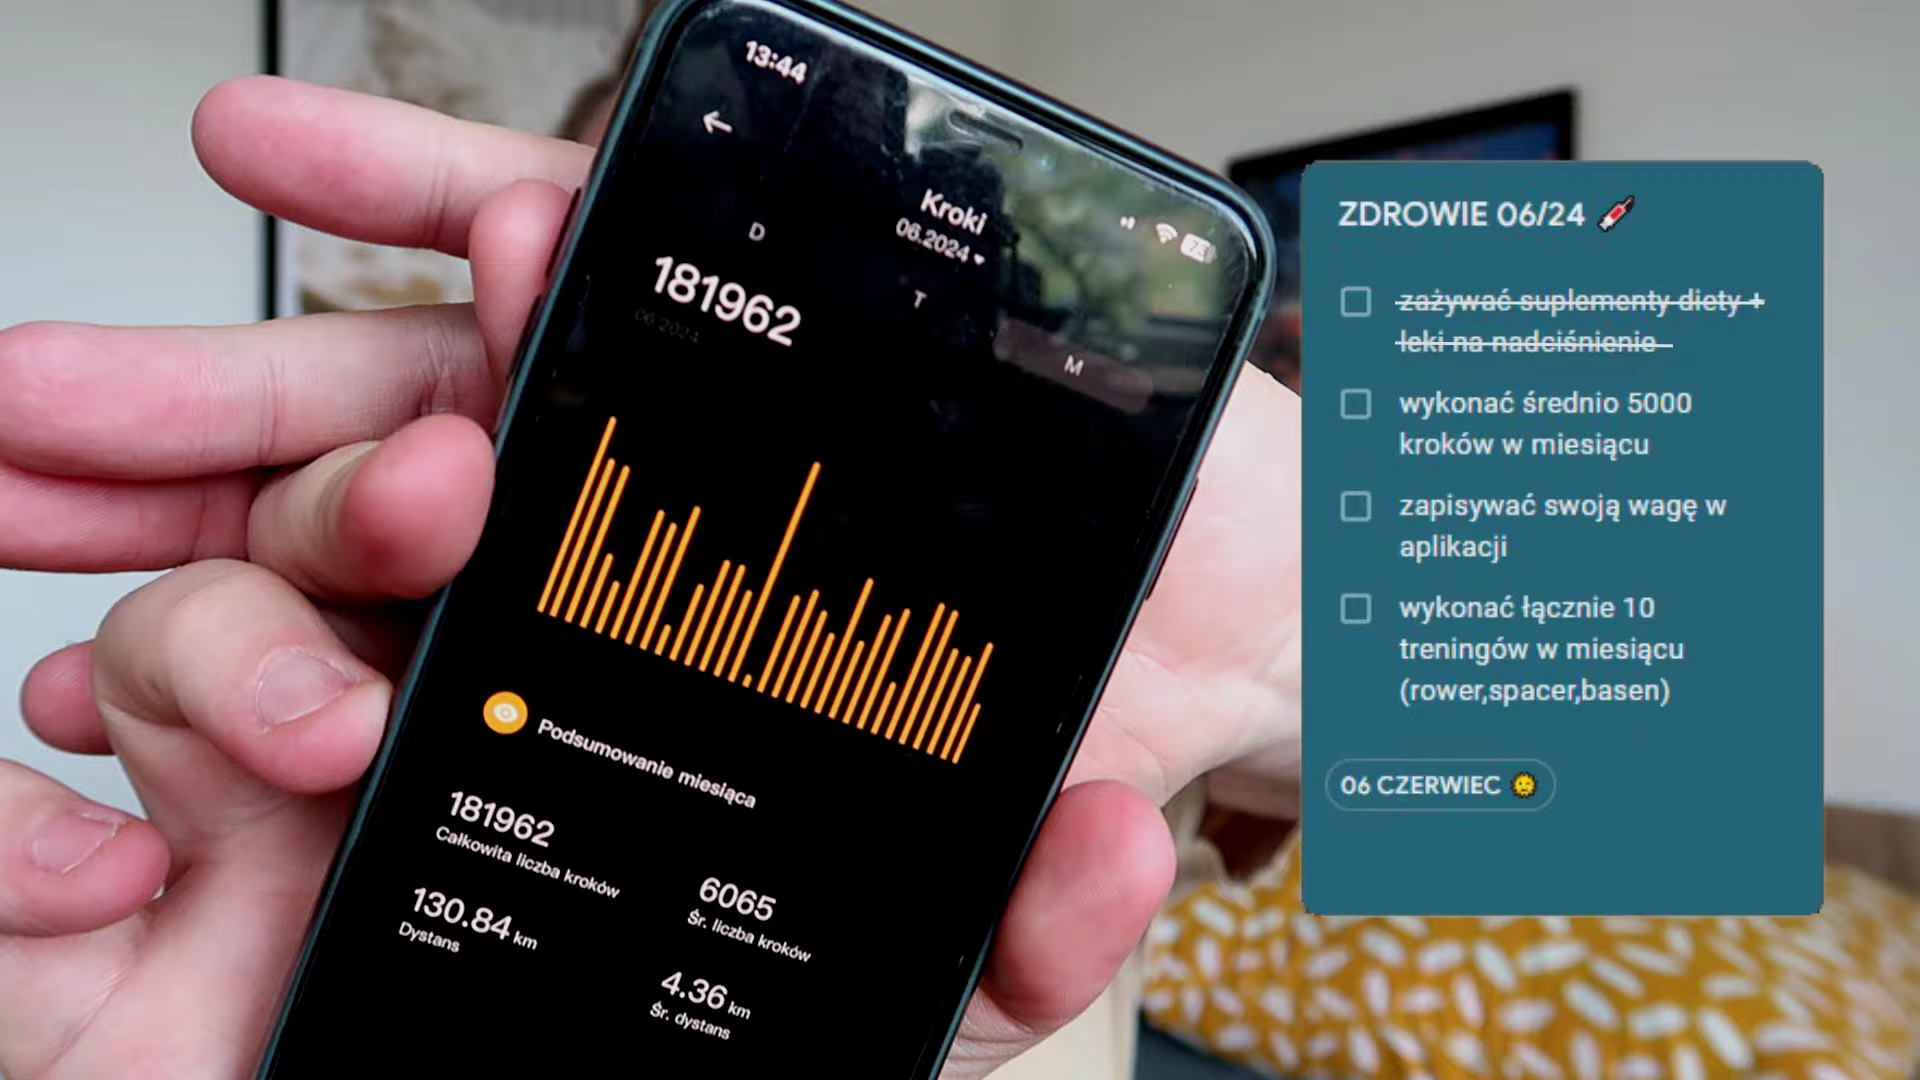 13:44
Kroki
06.2024
75
D
T
M
181962
06.2024
Podsumowanie miesiąca
181962
Całkowita liczba kroków
6065
Śr. liczba kroków
130.84 km
Dystans
4.36 km
Śr. dystans
ZDROWIE 06/24
zażywać suplementy diety +
leki na nadciśnienie
wykonać średnio 5000
kroków w miesiącu
zapisywać swoją wagę w
aplikacji
wykonać łącznie 10
treningów w miesiącu
(rower,spacer,basen)
06 CZERWIEC